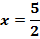 x = 5/2